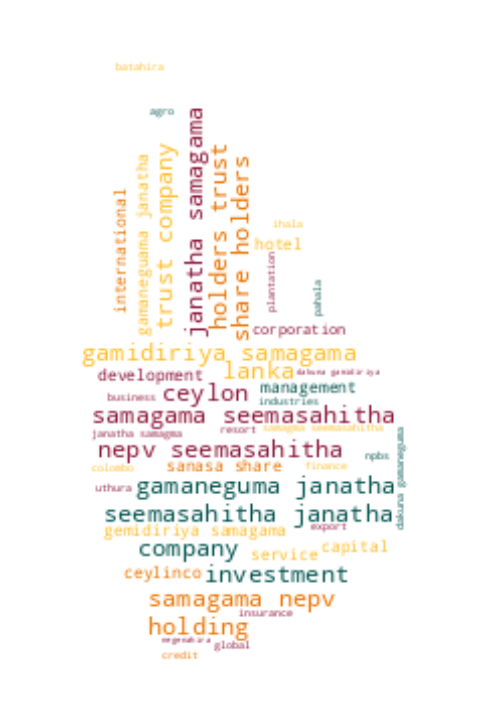 batahira
agro
janatha samagama
holders trust
trust company
gamaneguama janatha
share holders
international
ihala
hotel
plantation
pahala
corporation
gamidiriya samagama
lanka
dakuna gamidiriya
development
management
business
ceylon
industries
samagama seemasahitha
janatha samagma
resort
samagma seemasahitha
nepv seemasahitha
npbs
dakuna gamaneguma
colombo
sanasa share
finance
uthura
gamaneguma janatha
seemasahitha janatha
gemidiriya samagama
export
company
service
capital
ceylinco
investment
samagama nepv
insurance
holding
negenahira
global
credit